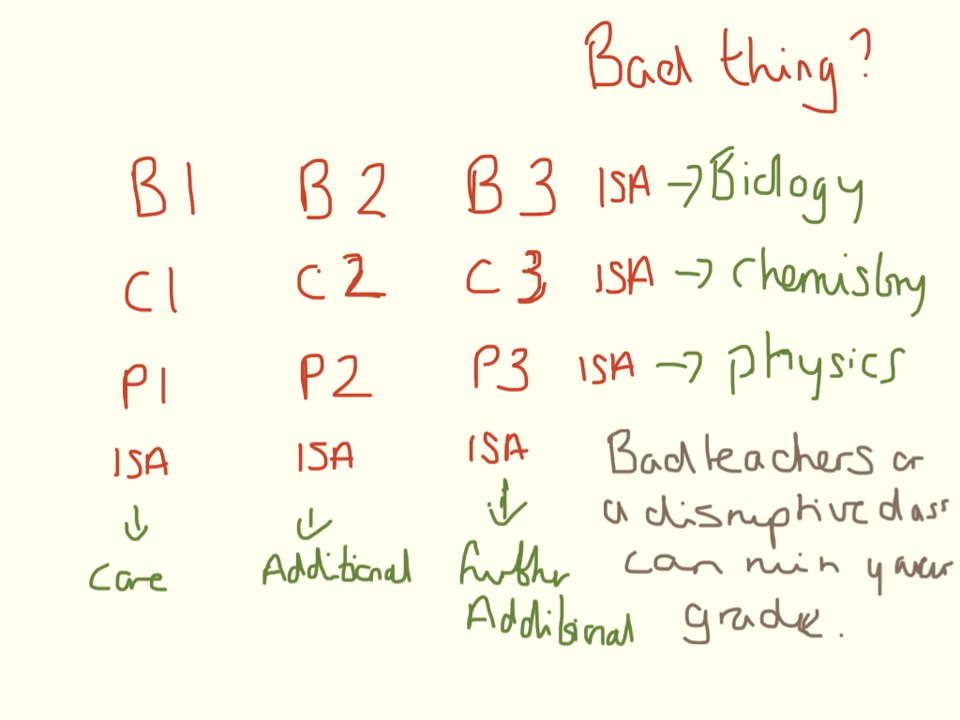 Bad thing?
B1 B2 B3 ISA → Biology
C1 C2 C3 ISA → Chemistry
P1 P2 P3 ISA → physics
ISA ISA ISA
Core Additional Further
Additional
Bad teachers or
a disruptive class
can ruin your
grade.